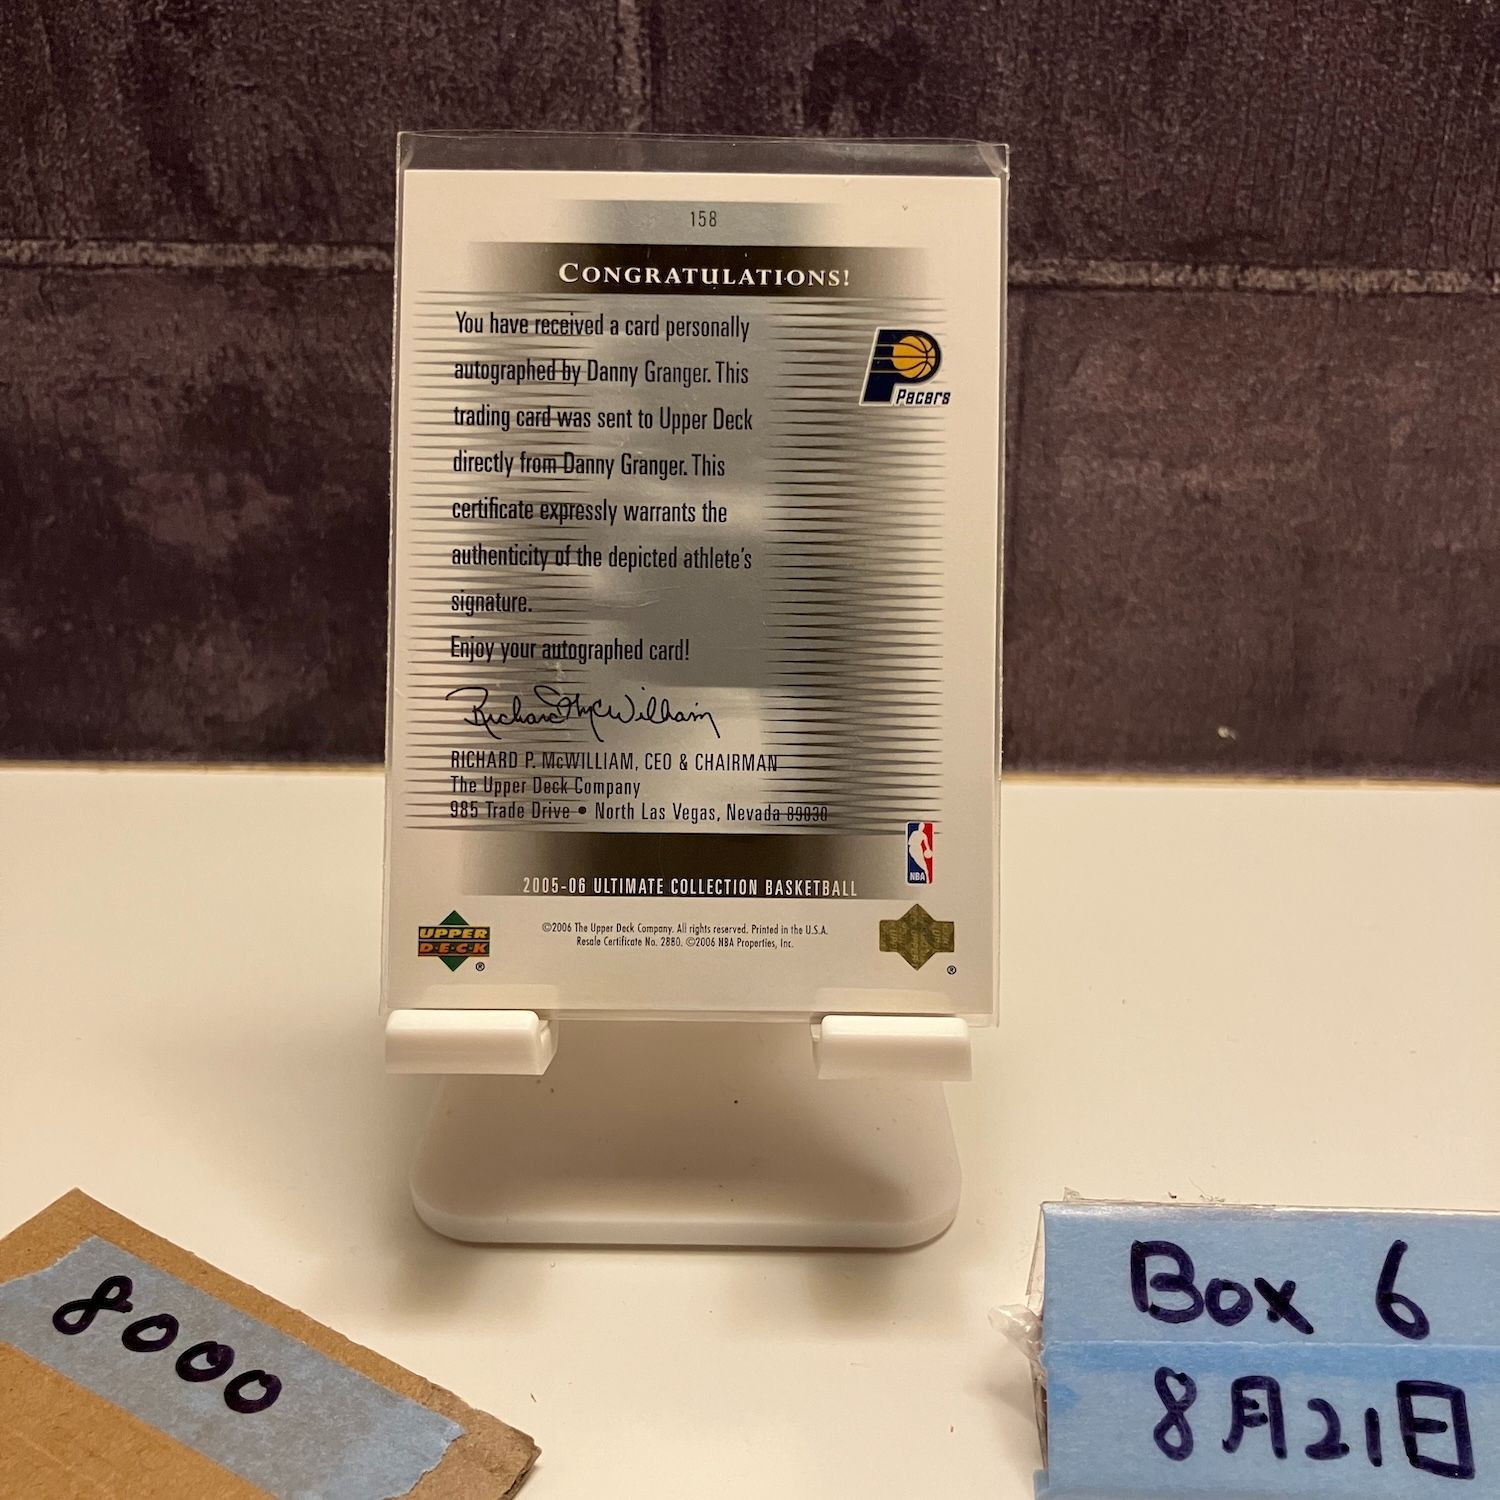 158
CONGRATULATIONS!
You have received a card personally
autographed by Danny Granger. This
trading card was sent to Upper Deck
directly from Danny Granger. This
certificate expressly warrants the
authenticity of the depicted athlete's
signature.
Enjoy your autographed card!
Richard McWilliam
RICHARD P. McWILLIAM, CEO & CHAIRMAN
The Upper Deck Company
985 Trade Drive • North Las Vegas, Nevada 89030
Pacers
NBA
2005-06 ULTIMATE COLLECTION BASKETBALL
UPPER
D·E·C·K
®
©2006 The Upper Deck Company. All rights reserved. Printed in the U.S.A.
Resale Certificate No. 2880. ©2006 NBA Properties, Inc.
®
8000
Box 6
8月21日